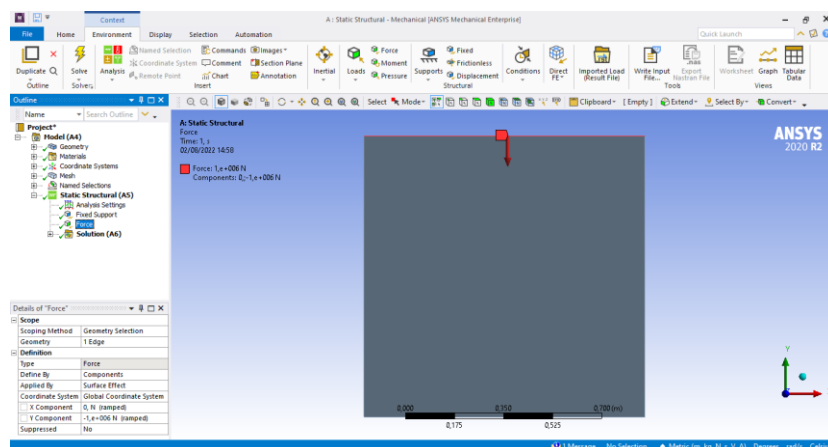 Context
A : Static Structural - Mechanical [ANSYS Mechanical Enterprise]
File Home Environment Display Selection Automation
Quick Launch
Duplicate
Outline
Solve
Solver
Analysis
Named Selection
Coordinate System
Remote Point
Commands
Comment
Chart
Images
Section Plane
Annotation
Insert
Inertial
Loads
Force
Moment
Pressure
Supports
Fixed
Frictionless
Displacement
Structural
Conditions
Direct
FE
Imported Load
(Result File)
Write Input
File...
Export
Nastran File
Tools
Worksheet
Graph
Tabular
Data
Views
Outline
Name Search Outline
Select Mode Clipboard [ Empty ] Extend Select By Convert
Project*
Model (A4)
Geometry
Materials
Coordinate Systems
Mesh
Named Selections
Static Structural (A5)
Analysis Settings
Fixed Support
Force
Solution (A6)
A: Static Structural
Force
Time: 1, s
02/08/2022 14:58
Force: 1,e+006 N
Components: 0,;-1,e+006 N
ANSYS
2020 R2
Details of "Force"
Scope
Scoping Method Geometry Selection
Geometry 1 Edge
Definition
Type Force
Define By Components
Applied By Surface Effect
Coordinate System Global Coordinate System
X Component 0, N (ramped)
Y Component -1,e+006 N (ramped)
Suppressed No
0,000 0,350 0,700 (m)
0,175 0,525
Y
1 Message No Selection Metric (m, kg, N, s, V, A) Degrees rad/s Celsius